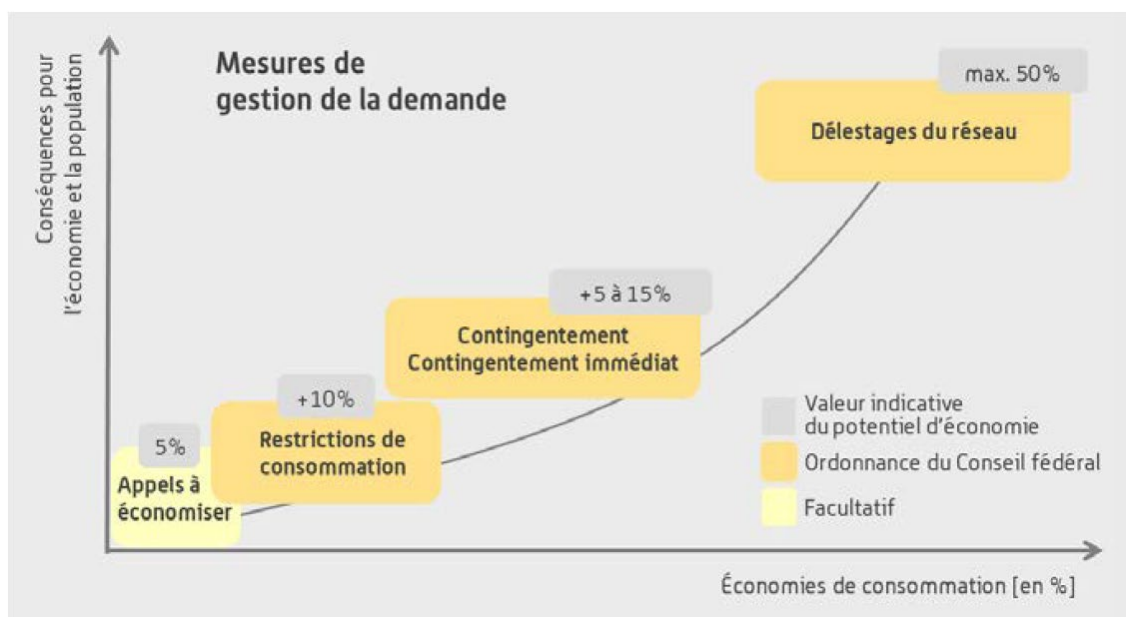 Mesures de
gestion de la demande
Conséquences pour
l'économie et la population
max. 50%
Délestages du réseau
+5 à 15%
Contingentement
Contingentement immédiat
+10%
Restrictions de
consommation
5%
Appels à
économiser
Valeur indicative
du potentiel d'économie
Ordonnance du Conseil fédéral
Facultatif
Économies de consommation [en %]